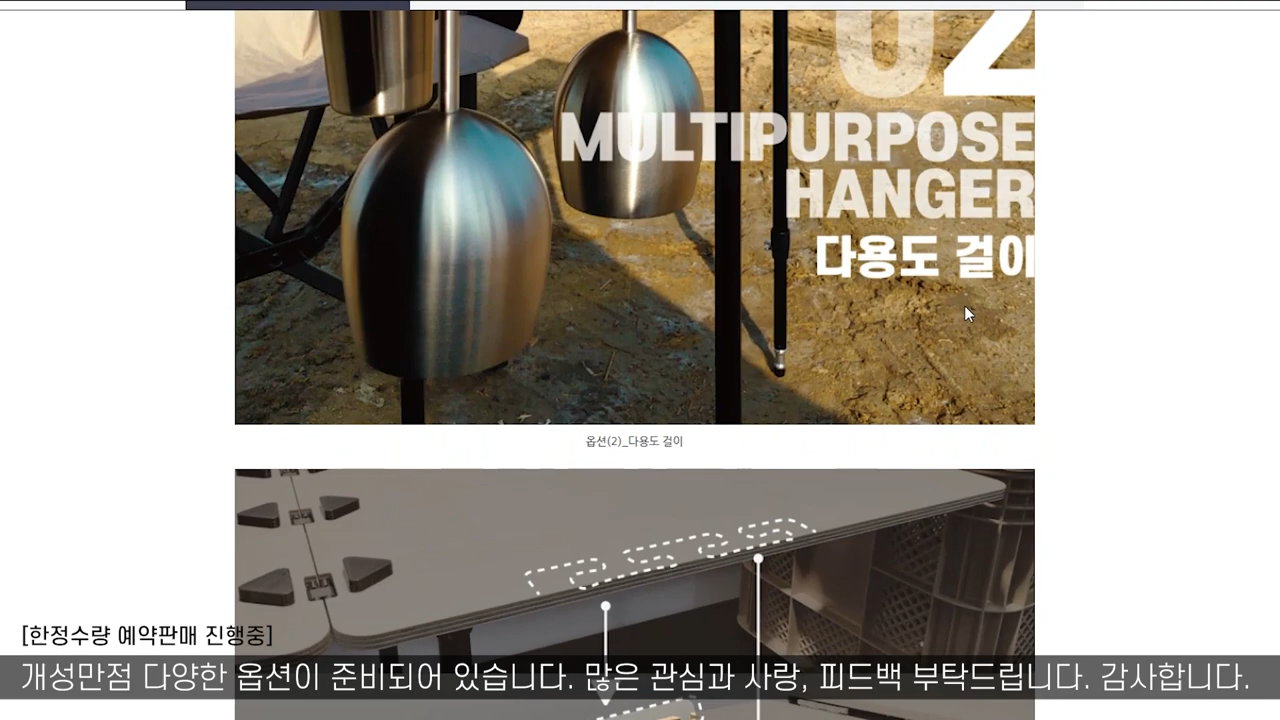 02
MULTIPURPOSE
HANGER
다용도 걸이
옵션(2)_다용도 걸이
[한정수량 예약판매 진행중]
개성만점 다양한 옵션이 준비되어 있습니다. 많은 관심과 사랑, 피드백 부탁드립니다. 감사합니다.